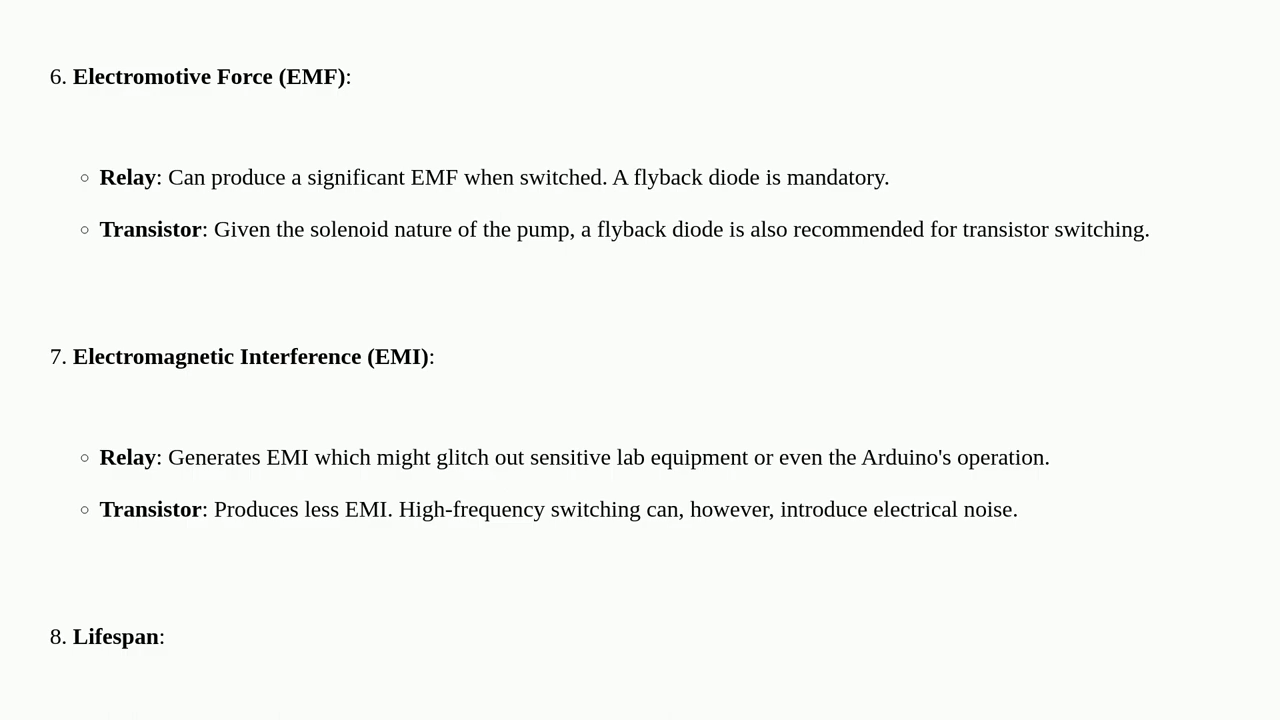 6. Electromotive Force (EMF):
○ Relay: Can produce a significant EMF when switched. A flyback diode is mandatory.
○ Transistor: Given the solenoid nature of the pump, a flyback diode is also recommended for transistor switching.
7. Electromagnetic Interference (EMI):
○ Relay: Generates EMI which might glitch out sensitive lab equipment or even the Arduino's operation.
○ Transistor: Produces less EMI. High-frequency switching can, however, introduce electrical noise.
8. Lifespan: